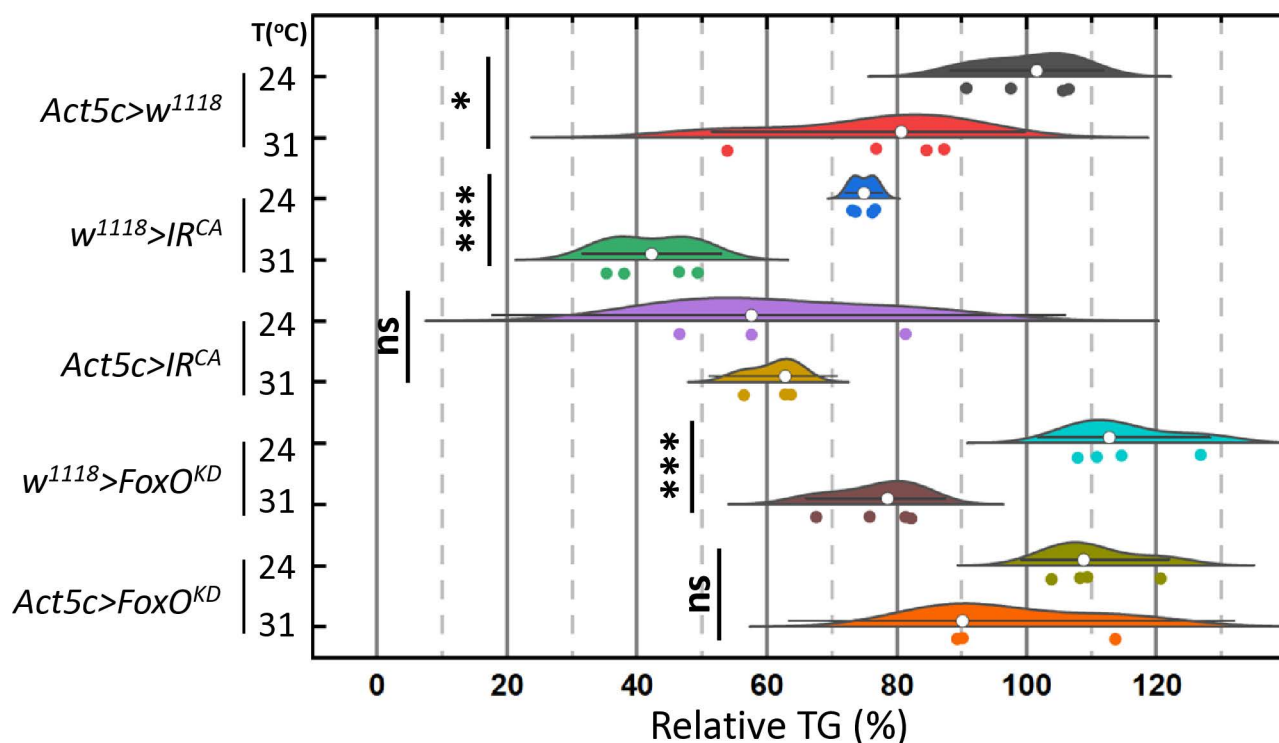 T(°C)
Act5c>w¹¹¹⁸
24
31
*
w¹¹¹⁸>IRᶜᴬ
24
31
***
Act5c>IRᶜᴬ
24
31
ns
w¹¹¹⁸>FoxOᴷᴰ
24
31
***
Act5c>FoxOᴷᴰ
24
31
ns
0 20 40 60 80 100 120
Relative TG (%)